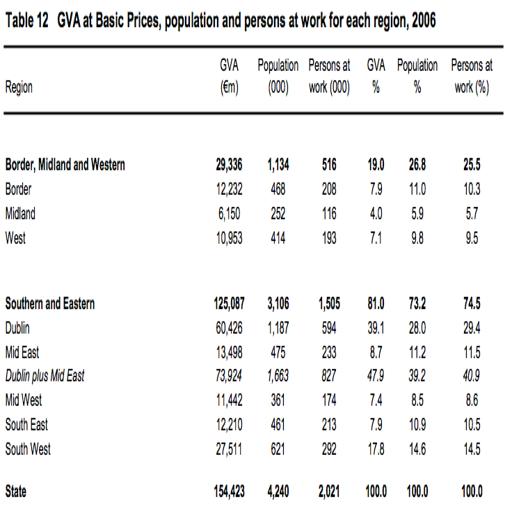 Table 12 GVA at Basic Prices, population and persons at work for each region, 2006
GVA Population Persons at GVA Population Persons at
Region (€m) (000) work (000) % % work (%)
Border, Midland and Western 29,336 1,134 516 19.0 26.8 25.5
Border 12,232 468 208 7.9 11.0 10.3
Midland 6,150 252 116 4.0 5.9 5.7
West 10,953 414 193 7.1 9.8 9.5
Southern and Eastern 125,087 3,106 1,505 81.0 73.2 74.5
Dublin 60,426 1,187 594 39.1 28.0 29.4
Mid East 13,498 475 233 8.7 11.2 11.5
Dublin plus Mid East 73,924 1,663 827 47.9 39.2 40.9
Mid West 11,442 361 174 7.4 8.5 8.6
South East 12,210 461 213 7.9 10.9 10.5
South West 27,511 621 292 17.8 14.6 14.5
State 154,423 4,240 2,021 100.0 100.0 100.0